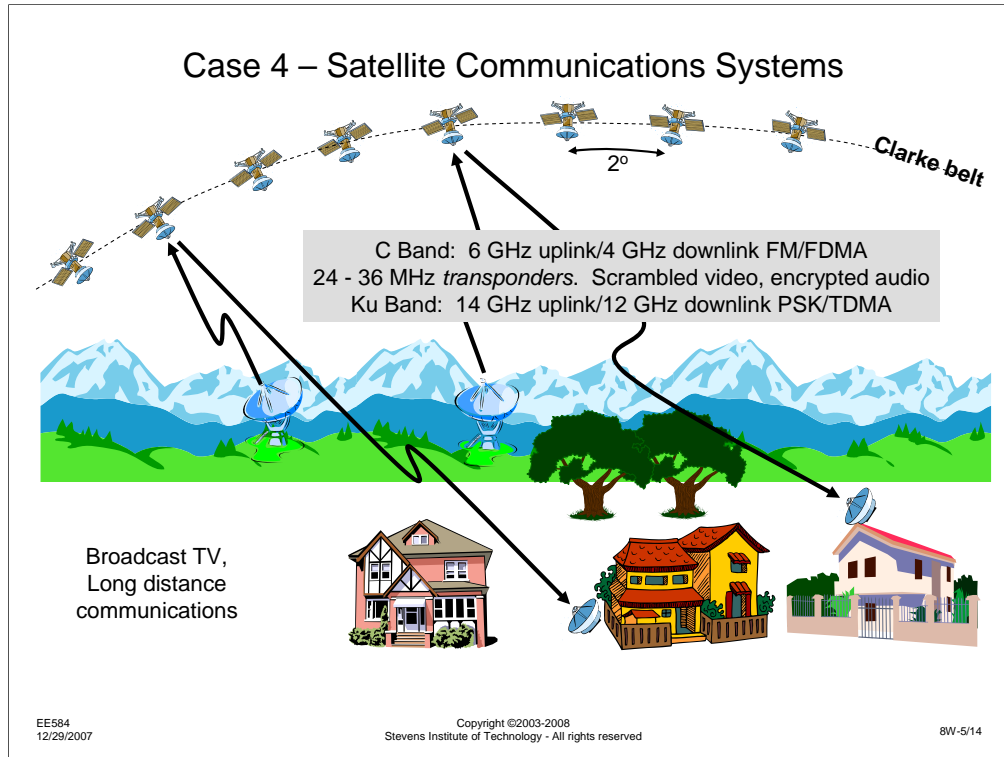 Case 4 – Satellite Communications Systems
Clarke belt
2º
C Band: 6 GHz uplink/4 GHz downlink FM/FDMA
24 - 36 MHz transponders. Scrambled video, encrypted audio
Ku Band: 14 GHz uplink/12 GHz downlink PSK/TDMA
Broadcast TV,
Long distance
communications
EE584
12/29/2007
Copyright ©2003-2008
Stevens Institute of Technology - All rights reserved
8W-5/14